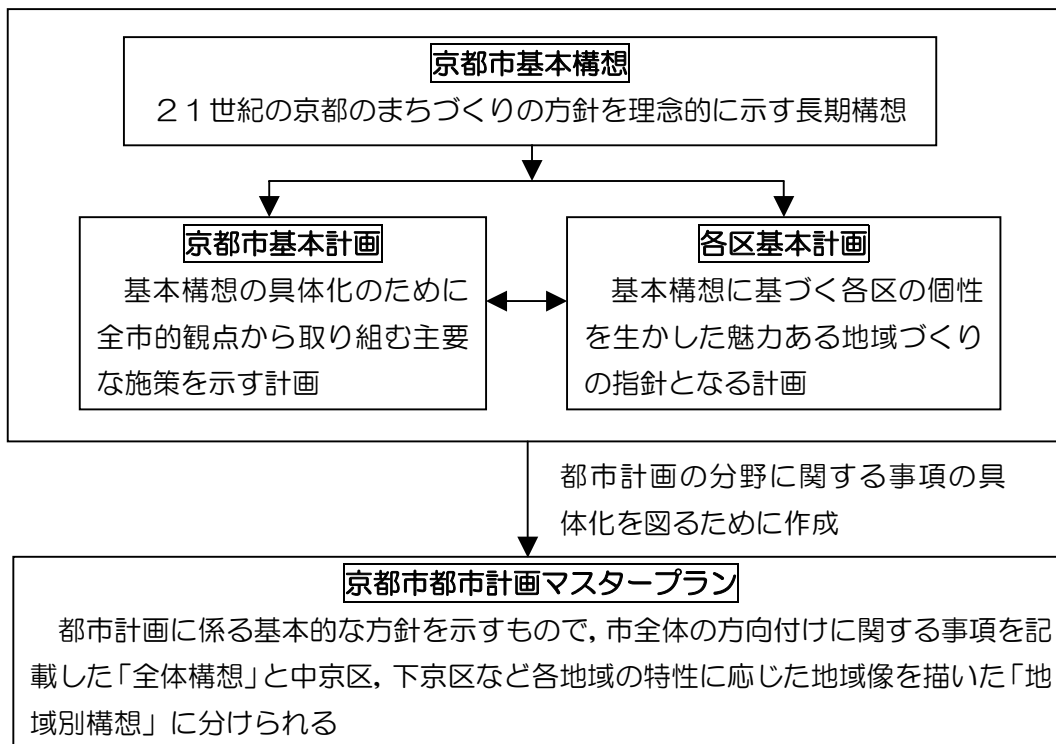 京都市基本構想
２１世紀の京都のまちづくりの方針を理念的に示す長期構想
京都市基本計画
基本構想の具体化のために
全市的観点から取り組む主要
な施策を示す計画
各区基本計画
基本構想に基づく各区の個性
を生かした魅力ある地域づくり
の指針となる計画
都市計画の分野に関する事項の具
体化を図るために作成
京都市都市計画マスタープラン
都市計画に係る基本的な方針を示すもので，市全体の方向付けに関する事項を記
載した「全体構想」と中京区，下京区など各地域の特性に応じた地域像を描いた「地
域別構想」に分けられる